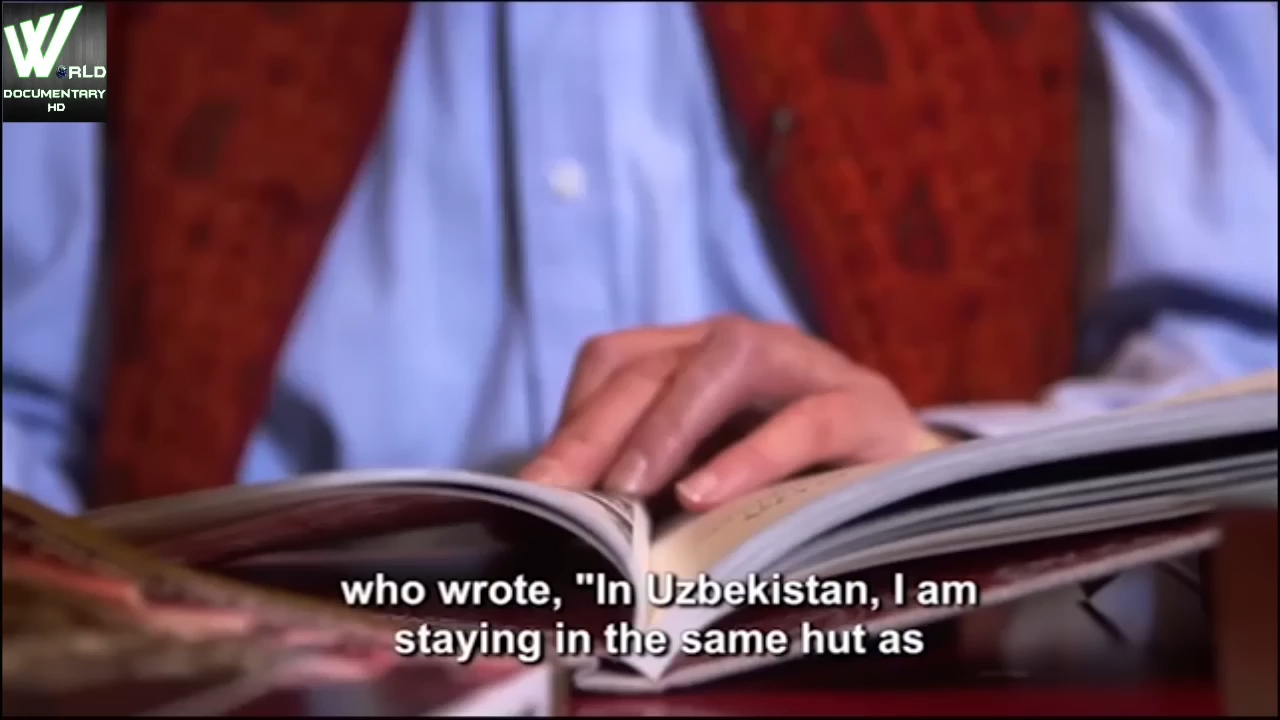 WORLD
DOCUMENTARY
HD
who wrote, "In Uzbekistan, I am
staying in the same hut as